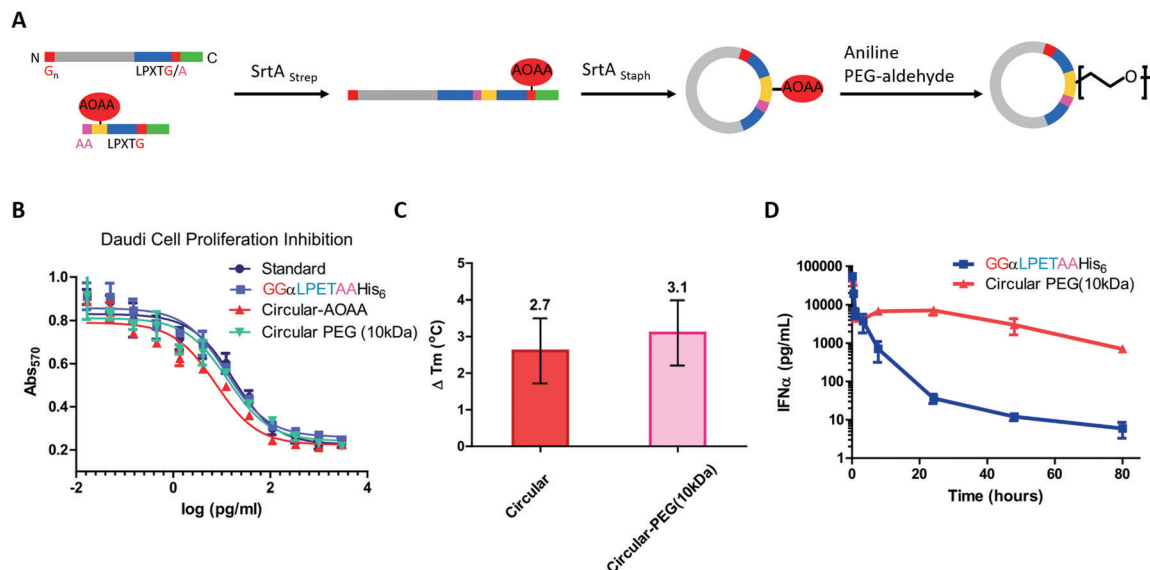 A
N
C
Gn
LPXTG/A
AOAA
AA
LPXTG
SrtA Strep
AOAA
SrtA Staph
AOAA
Aniline
PEG-aldehyde
O
B
Daudi Cell Proliferation Inhibition
Standard
GGαLPETAAHis6
Circular-AOAA
Circular PEG (10kDa)
Abs570
1.0
0.8
0.6
0.4
0.2
-2
0
2
4
log (pg/ml)
C
Δ Tm (°C)
5
4
3
2
1
0
2.7
3.1
Circular
Circular-PEG(10kDa)
D
GGαLPETAAHis6
Circular PEG(10kDa)
IFNα (pg/mL)
100000
10000
1000
100
10
1
0
20
40
60
80
Time (hours)